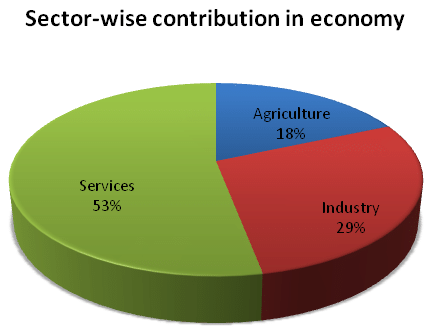 Sector-wise contribution in economy
Agriculture
18%
Services
53%
Industry
29%